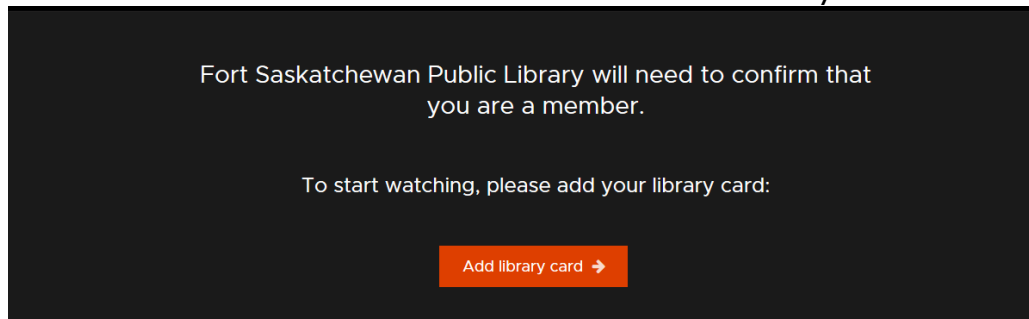 Fort Saskatchewan Public Library will need to confirm that
you are a member.
To start watching, please add your library card:
Add library card